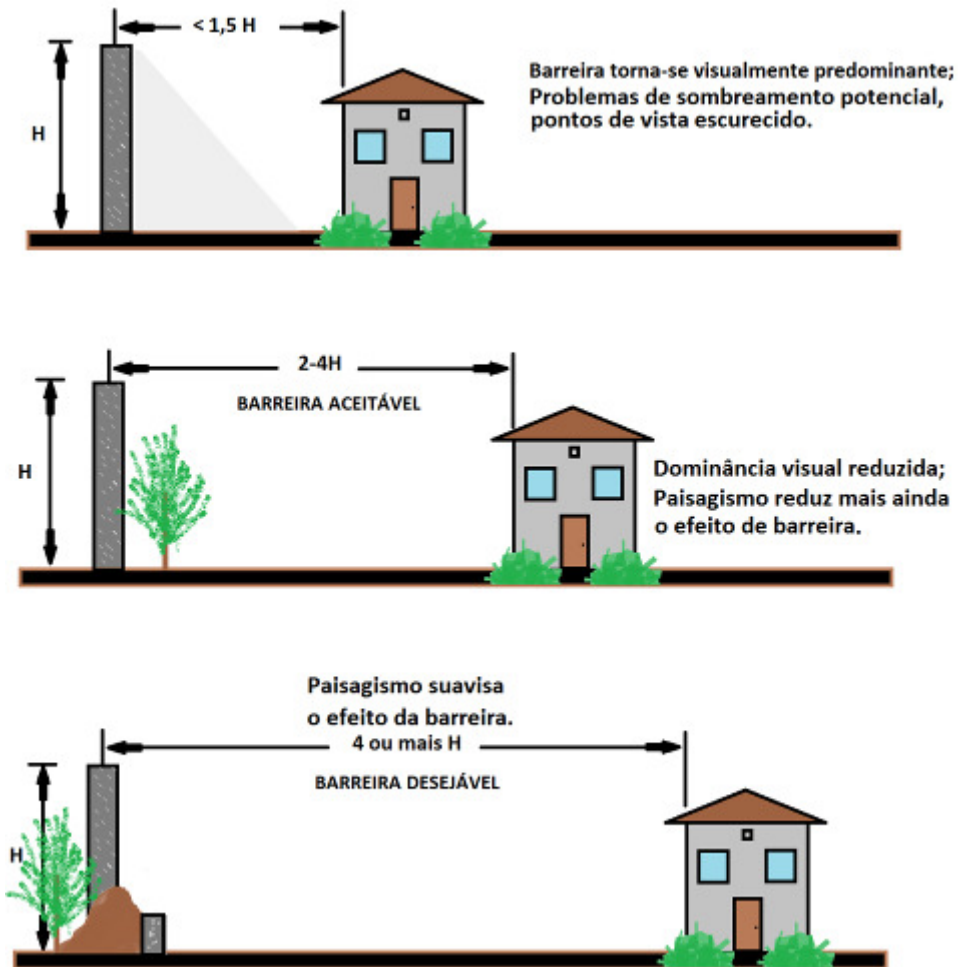 < 1,5 H
H
Barreira torna-se visualmente predominante;
Problemas de sombreamento potencial,
pontos de vista escurecido.
2-4H
BARREIRA ACEITÁVEL
H
Dominância visual reduzida;
Paisagismo reduz mais ainda
o efeito de barreira.
Paisagismo suavisa
o efeito da barreira.
4 ou mais H
BARREIRA DESEJÁVEL
H